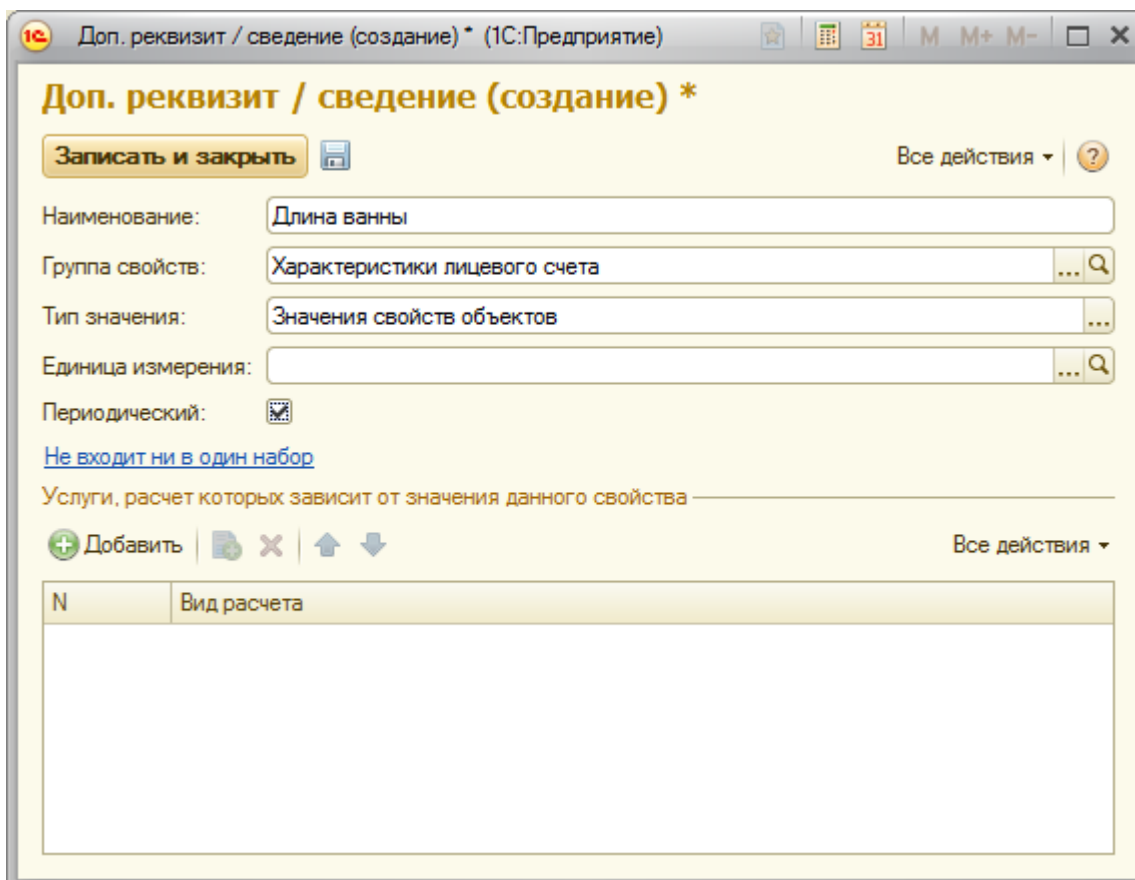 1С Доп. реквизит / сведение (создание) * (1С:Предприятие) 31 M M+ M-
Доп. реквизит / сведение (создание) *
Записать и закрыть Все действия ?
Наименование: Длина ванны
Группа свойств: Характеристики лицевого счета ...
Тип значения: Значения свойств объектов ...
Единица измерения: ...
Периодический:
Не входит ни в один набор
Услуги, расчет которых зависит от значения данного свойства
Добавить Все действия
N Вид расчета